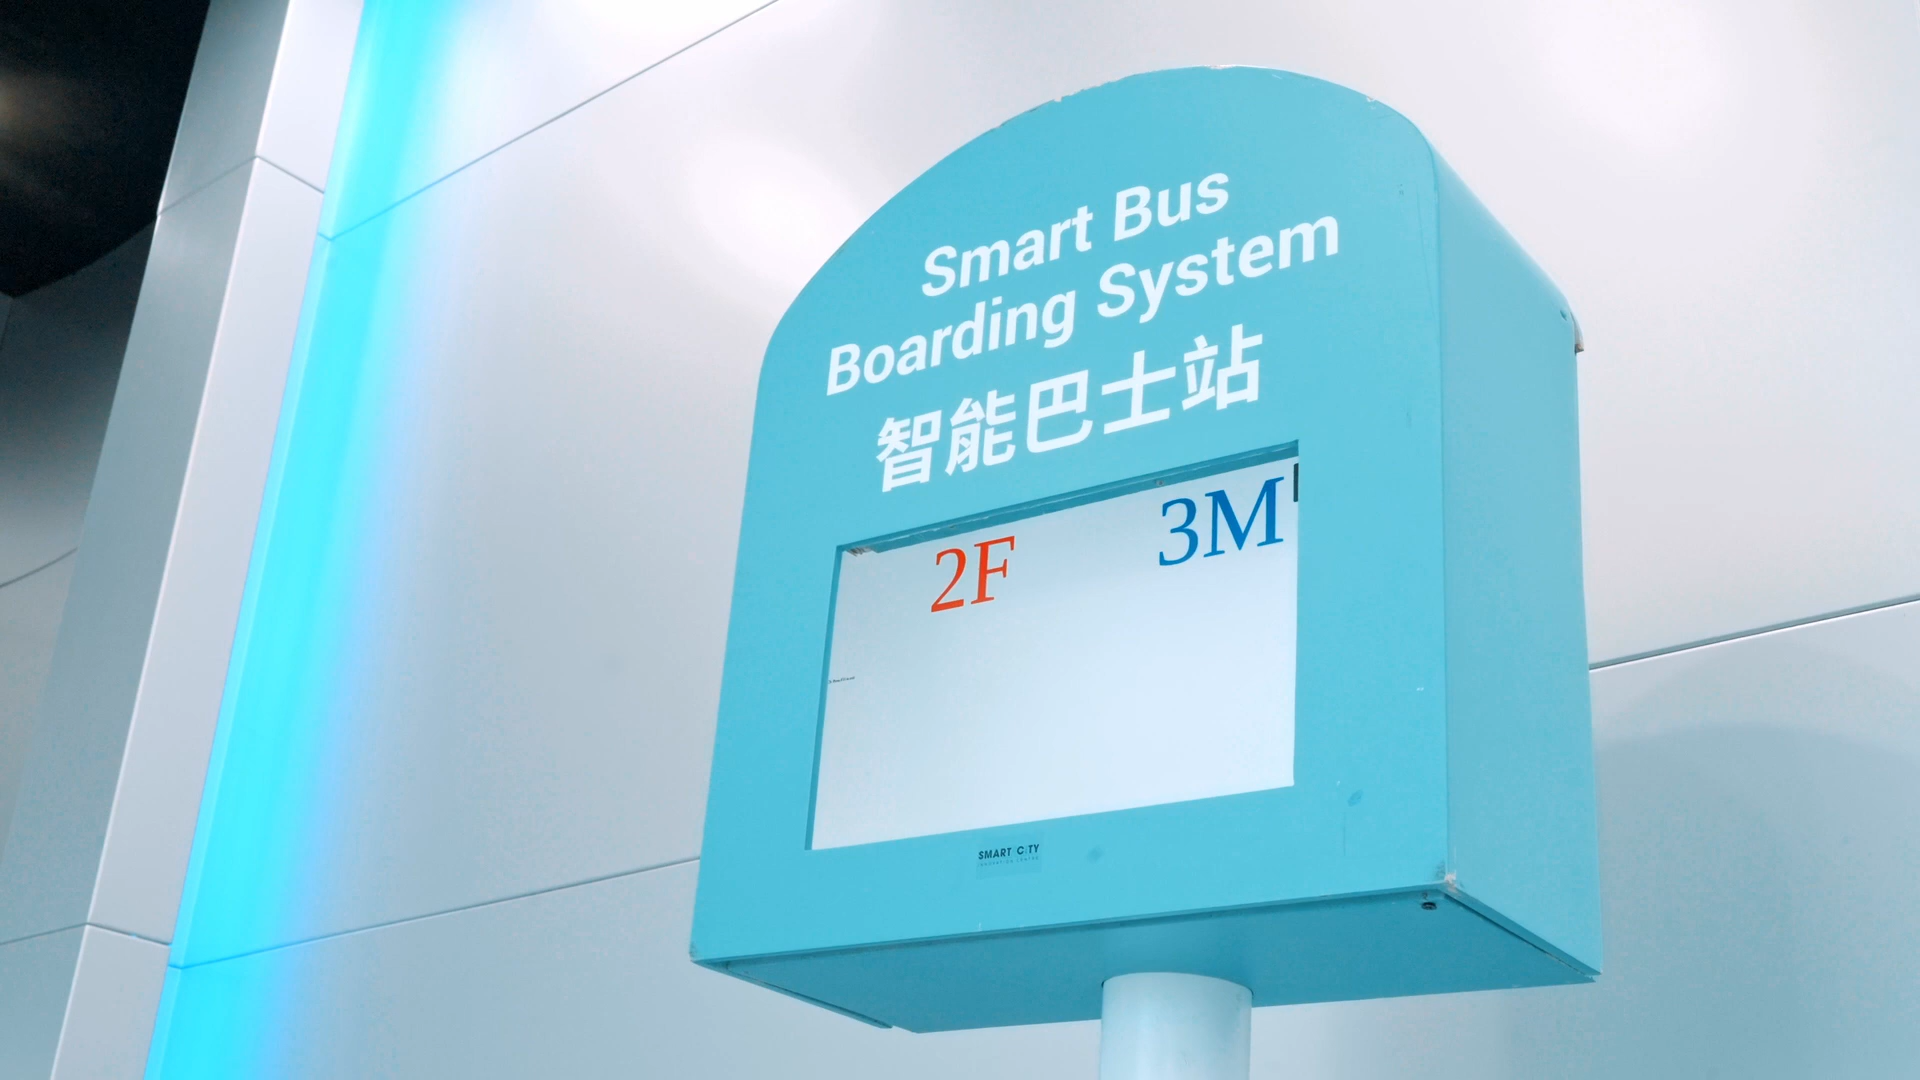 Smart Bus
Boarding System
智能巴士站
2F 3M
SMART CITY